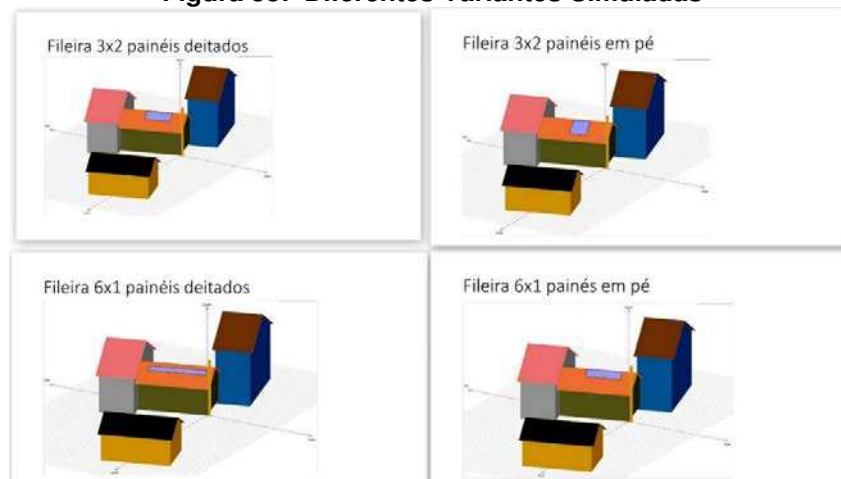 Fileira 3x2 painéis deitados
Fileira 3x2 painéis em pé
Fileira 6x1 painéis deitados
Fileira 6x1 painés em pé